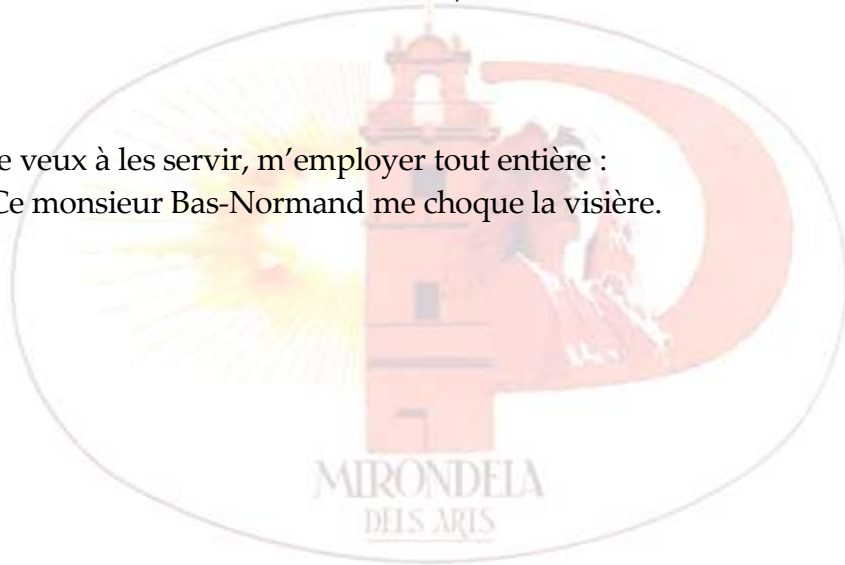 e veux à les servir, m’employer tout entière :
Ce monsieur Bas-Normand me choque la visière.
MIRONDELA
DELS ARTS